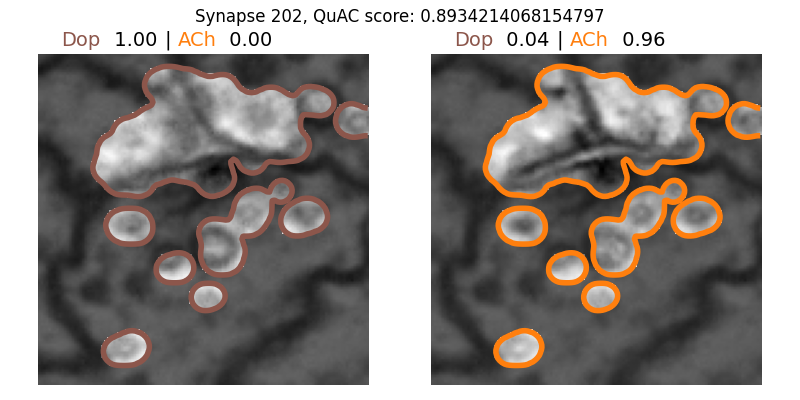 Synapse 202, QuAC score: 0.8934214068154797
Dop 1.00 | ACh 0.00
Dop 0.04 | ACh 0.96